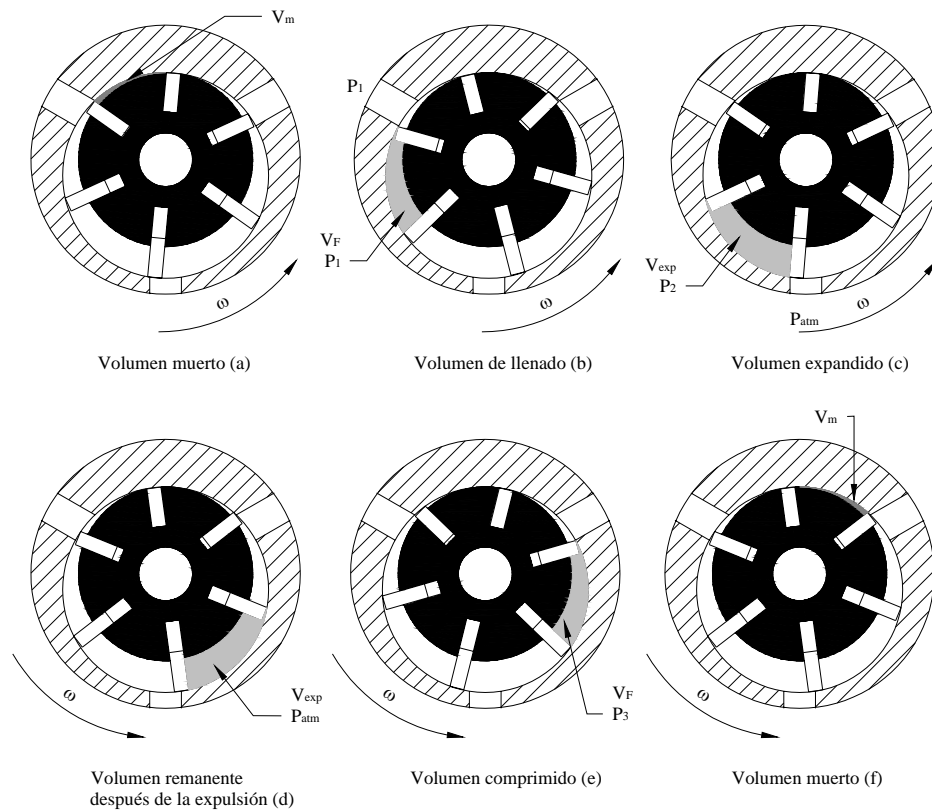 Vm
ω
Volumen muerto (a)
P1
VF
P1
ω
Volumen de llenado (b)
Vexp
P2
Patm
ω
Volumen expandido (c)
ω
Vexp
Patm
Volumen remanente
después de la expulsión (d)
ω
VF
P3
Volumen comprimido (e)
Vm
ω
Volumen muerto (f)